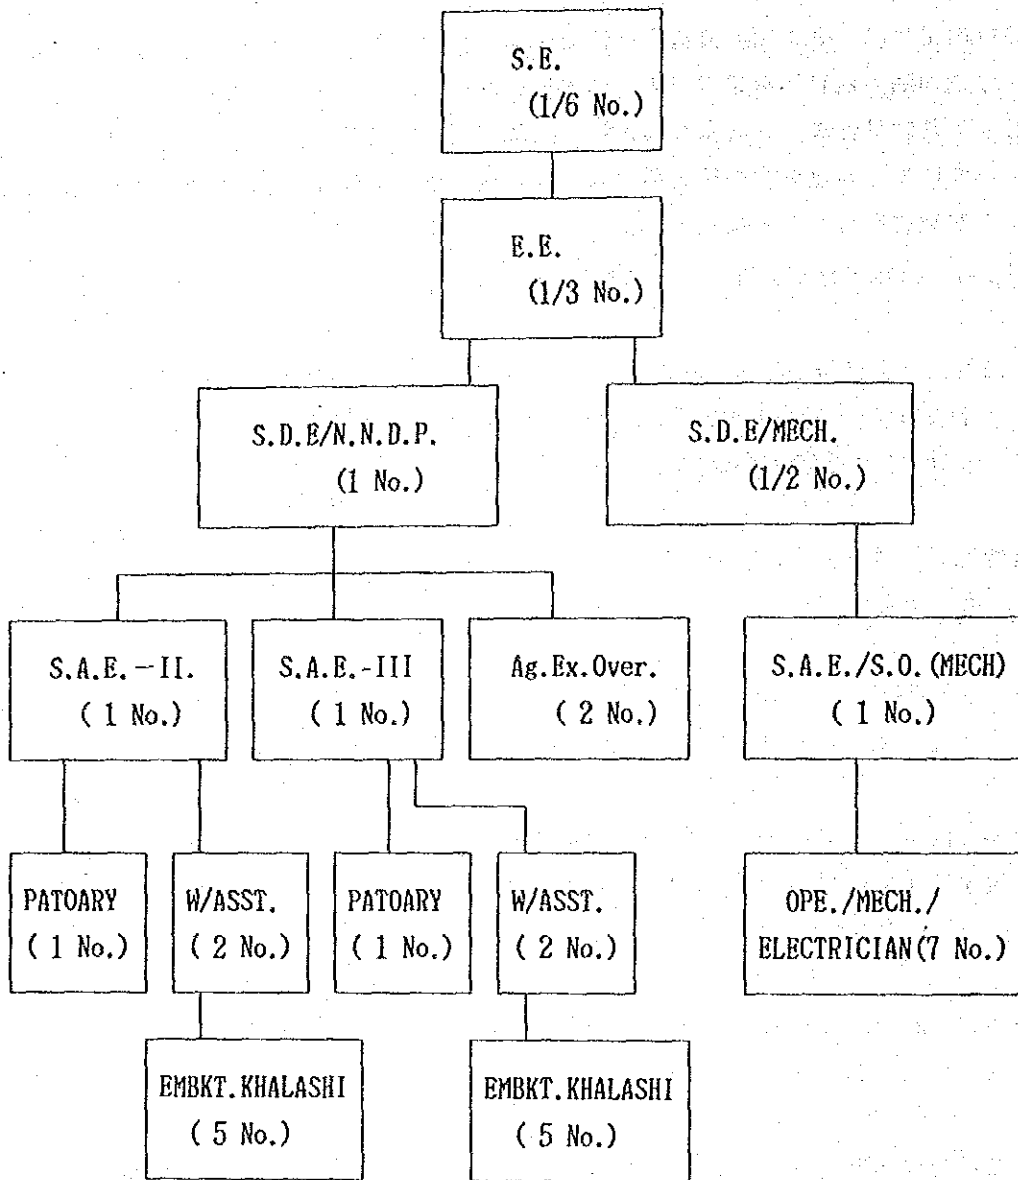 S.E.
(1/6 No.)
E.E.
(1/3 No.)
S.D.E/N.N.D.P.
(1 No.)
S.D.E/MECH.
(1/2 No.)
S.A.E.-II.
( 1 No.)
S.A.E.-III
( 1 No.)
Ag.Ex.Over.
( 2 No.)
S.A.E./S.O.(MECH)
( 1 No.)
PATOARY
( 1 No.)
W/ASST.
( 2 No.)
PATOARY
( 1 No.)
W/ASST.
( 2 No.)
OPE./MECH./
ELECTRICIAN(7 No.)
EMBKT.KHALASHI
( 5 No.)
EMBKT.KHALASHI
( 5 No.)